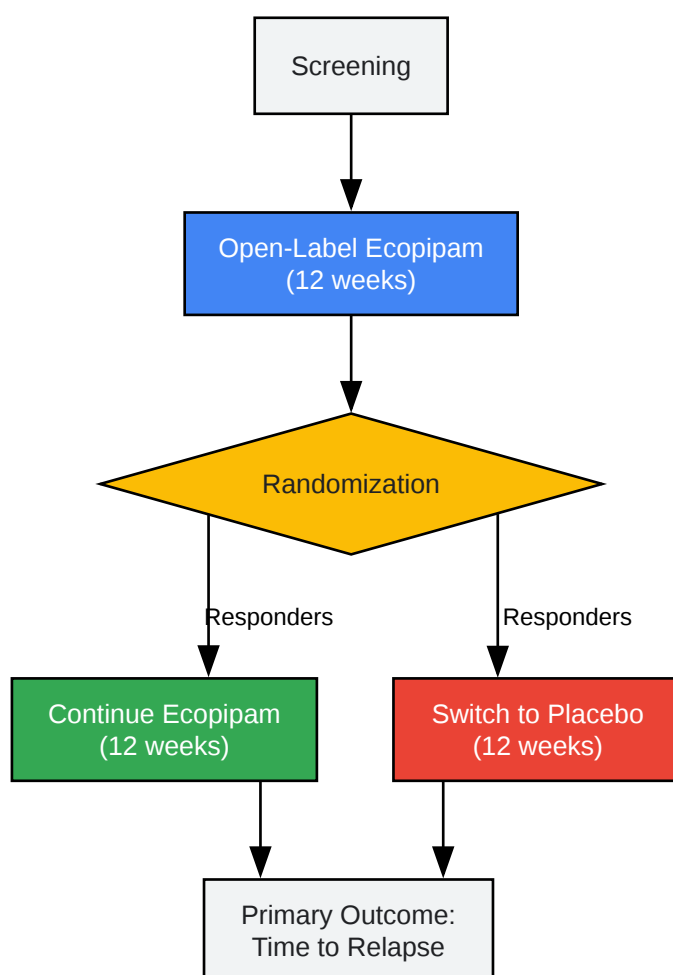 Screening
Open-Label Ecopipam
(12 weeks)
Randomization
Responders
Responders
Continue Ecopipam
(12 weeks)
Switch to Placebo
(12 weeks)
Primary Outcome:
Time to Relapse